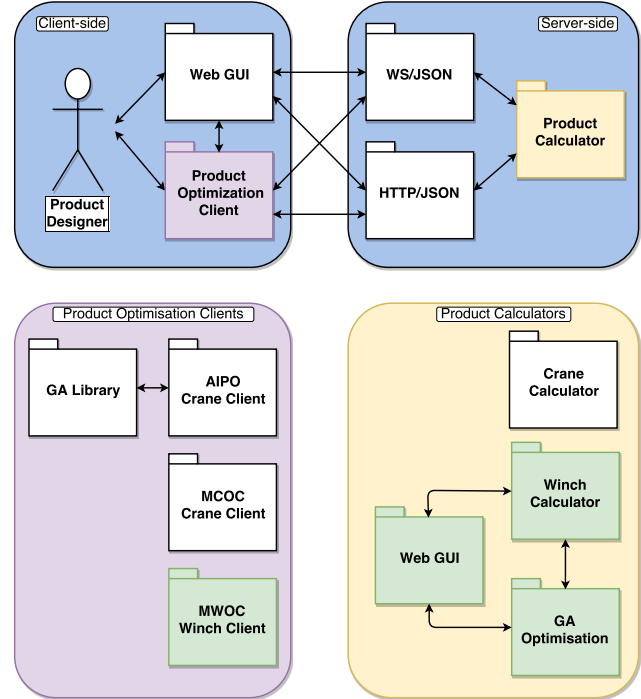 Client-side
Server-side
Web GUI
WS/JSON
Product
Calculator
Product
Optimization
Client
HTTP/JSON
Product
Designer
Product Optimisation Clients
Product Calculators
GA Library
AIPO
Crane Client
Crane
Calculator
MCOC
Crane Client
Winch
Calculator
Web GUI
MWOC
Winch Client
GA
Optimisation